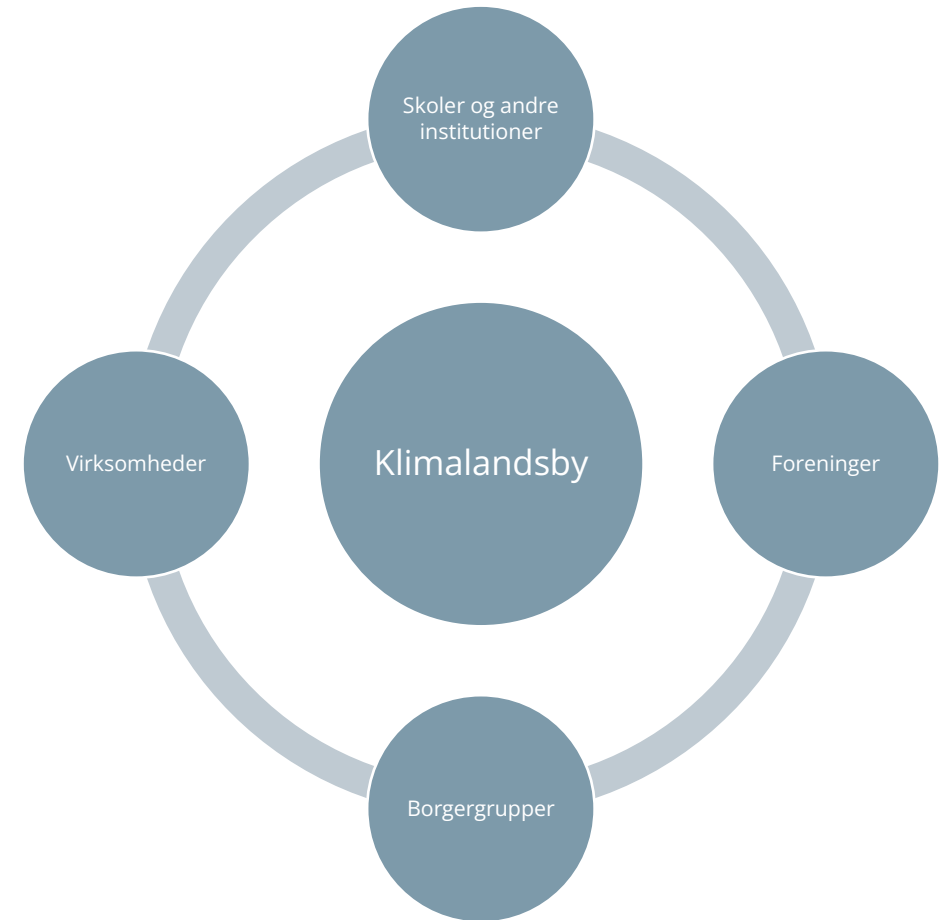 Skoler og andre
institutioner
Virksomheder
Klimalandsby
Foreninger
Borgergrupper